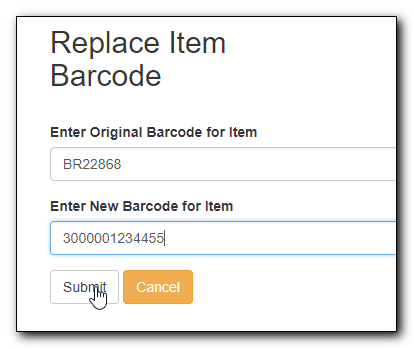 Replace Item
Barcode
Enter Original Barcode for Item
BR22868
Enter New Barcode for Item
3000001234455
Submit Cancel